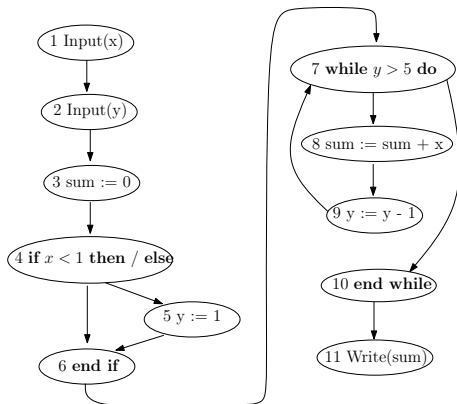 1 Input(x)
2 Input(y)
3 sum := 0
4 if x < 1 then / else
5 y := 1
6 end if
7 while y > 5 do
8 sum := sum + x
9 y := y - 1
10 end while
11 Write(sum)